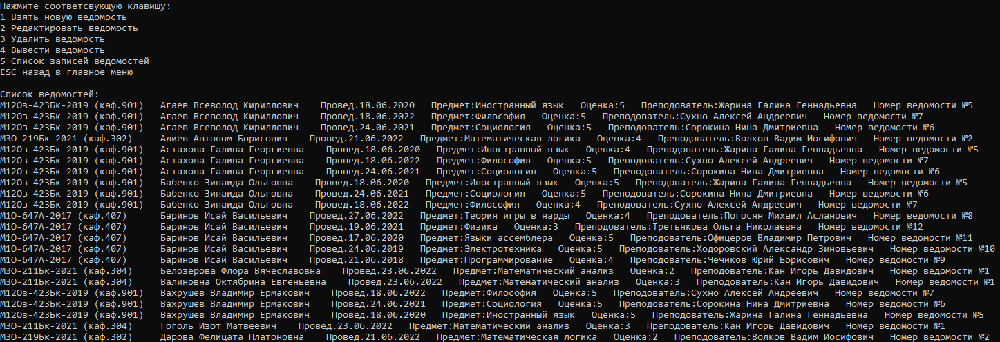 Нажмите соответсвующую клавишу:
1 Взять новую ведомость
2 Редактировать ведомость
3 Удалить ведомость
4 Вывести ведомость
5 Список записей ведомостей
ESC назад в главное меню
Список ведомостей:
М12Оз-423Бк-2019 (каф.901) Агаев Всеволод Кириллович Провед.18.06.2020 Предмет:Иностранный язык Оценка:5 Преподователь:Жарина Галина Геннадьевна Номер ведомости №5
М12Оз-423Бк-2019 (каф.901) Агаев Всеволод Кириллович Провед.18.06.2022 Предмет:Философия Оценка:5 Преподователь:Сухно Алексей Андреевич Номер ведомости №7
М12Оз-423Бк-2019 (каф.901) Агаев Всеволод Кириллович Провед.24.06.2021 Предмет:Социология Оценка:5 Преподователь:Сорокина Нина Дмитриевна Номер ведомости №6
М3О-219Бк-2021 (каф.302) Алиев Автоном Борисович Провед.21.06.2022 Предмет:Математическая логика Оценка:4 Преподователь:Волков Вадим Иосифович Номер ведомости №2
М12Оз-423Бк-2019 (каф.901) Астахова Галина Георгиевна Провед.18.06.2020 Предмет:Иностранный язык Оценка:4 Преподователь:Жарина Галина Геннадьевна Номер ведомости №5
М12Оз-423Бк-2019 (каф.901) Астахова Галина Георгиевна Провед.18.06.2022 Предмет:Философия Оценка:5 Преподователь:Сухно Алексей Андреевич Номер ведомости №7
М12Оз-423Бк-2019 (каф.901) Астахова Галина Георгиевна Провед.24.06.2021 Предмет:Социология Оценка:5 Преподователь:Сорокина Нина Дмитриевна Номер ведомости №6
М12Оз-423Бк-2019 (каф.901) Бабенко Зинаида Ольговна Провед.18.06.2020 Предмет:Иностранный язык Оценка:5 Преподователь:Жарина Галина Геннадьевна Номер ведомости №5
М12Оз-423Бк-2019 (каф.901) Бабенко Зинаида Ольговна Провед.24.06.2021 Предмет:Социология Оценка:5 Преподователь:Сорокина Нина Дмитриевна Номер ведомости №6
М12Оз-423Бк-2019 (каф.901) Бабенко Зинаида Ольговна Провед.18.06.2022 Предмет:Философия Оценка:4 Преподователь:Сухно Алексей Андреевич Номер ведомости №7
М1О-647А-2017 (каф.407) Баринов Исай Васильевич Провед.27.06.2022 Предмет:Теория игры в нарды Оценка:4 Преподователь:Погосян Михаил Асланович Номер ведомости №8
М1О-647А-2017 (каф.407) Баринов Исай Васильевич Провед.19.06.2021 Предмет:Физика Оценка:3 Преподователь:Третьякова Ольга Николаевна Номер ведомости №12
М1О-647А-2017 (каф.407) Баринов Исай Васильевич Провед.17.06.2020 Предмет:Языки ассемблера Оценка:5 Преподователь:Офицеров Владимир Петрович Номер ведомости №11
М1О-647А-2017 (каф.407) Баринов Исай Васильевич Провед.24.06.2019 Предмет:Электротехника Оценка:5 Преподователь:Ходоровский Александр Зиновьевич Номер ведомости №10
М1О-647А-2017 (каф.407) Баринов Исай Васильевич Провед.21.06.2018 Предмет:Программирование Оценка:4 Преподователь:Чечиков Юрий Борисович Номер ведомости №9
М3О-211Бк-2021 (каф.304) Белозёрова Флора Вячеславовна Провед.23.06.2022 Предмет:Математический анализ Оценка:2 Преподователь:Кан Игорь Давидович Номер ведомости №1
М3О-211Бк-2021 (каф.304) Валиновна Октябрина Евгеньевна Провед.23.06.2022 Предмет:Математический анализ Оценка:3 Преподователь:Кан Игорь Давидович Номер ведомости №1
М12Оз-423Бк-2019 (каф.901) Вахрушев Владимир Ермакович Провед.18.06.2022 Предмет:Философия Оценка:5 Преподователь:Сухно Алексей Андреевич Номер ведомости №7
М12Оз-423Бк-2019 (каф.901) Вахрушев Владимир Ермакович Провед.24.06.2021 Предмет:Социология Оценка:5 Преподователь:Сорокина Нина Дмитриевна Номер ведомости №6
М12Оз-423Бк-2019 (каф.901) Вахрушев Владимир Ермакович Провед.18.06.2020 Предмет:Иностранный язык Оценка:5 Преподователь:Жарина Галина Геннадьевна Номер ведомости №5
М3О-211Бк-2021 (каф.304) Гоголь Изот Матвеевич Провед.23.06.2022 Предмет:Математический анализ Оценка:3 Преподователь:Кан Игорь Давидович Номер ведомости №1
М3О-219Бк-2021 (каф.302) Дарова Фелицата Платоновна Провед.21.06.2022 Предмет:Математическая логика Оценка:2 Преподователь:Волков Вадим Иосифович Номер ведомости №2